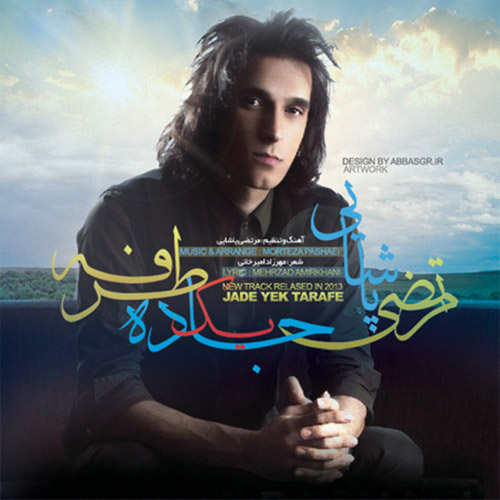 DESIGN BY ABBASGR.IR
ARTWORK
مرتضی پاشایی
آهنگ و تنظیم : مرتضی پاشایی
MUSIC & ARRANGE : MORTEZA PASHAEI
شعر : مهرزاد امیرخانی
LYRIC : MEHRZAD AMIRKHANI
NEW TRACK RELASED IN 2013
JADE YEK TARAFE
جاده یک طرفه